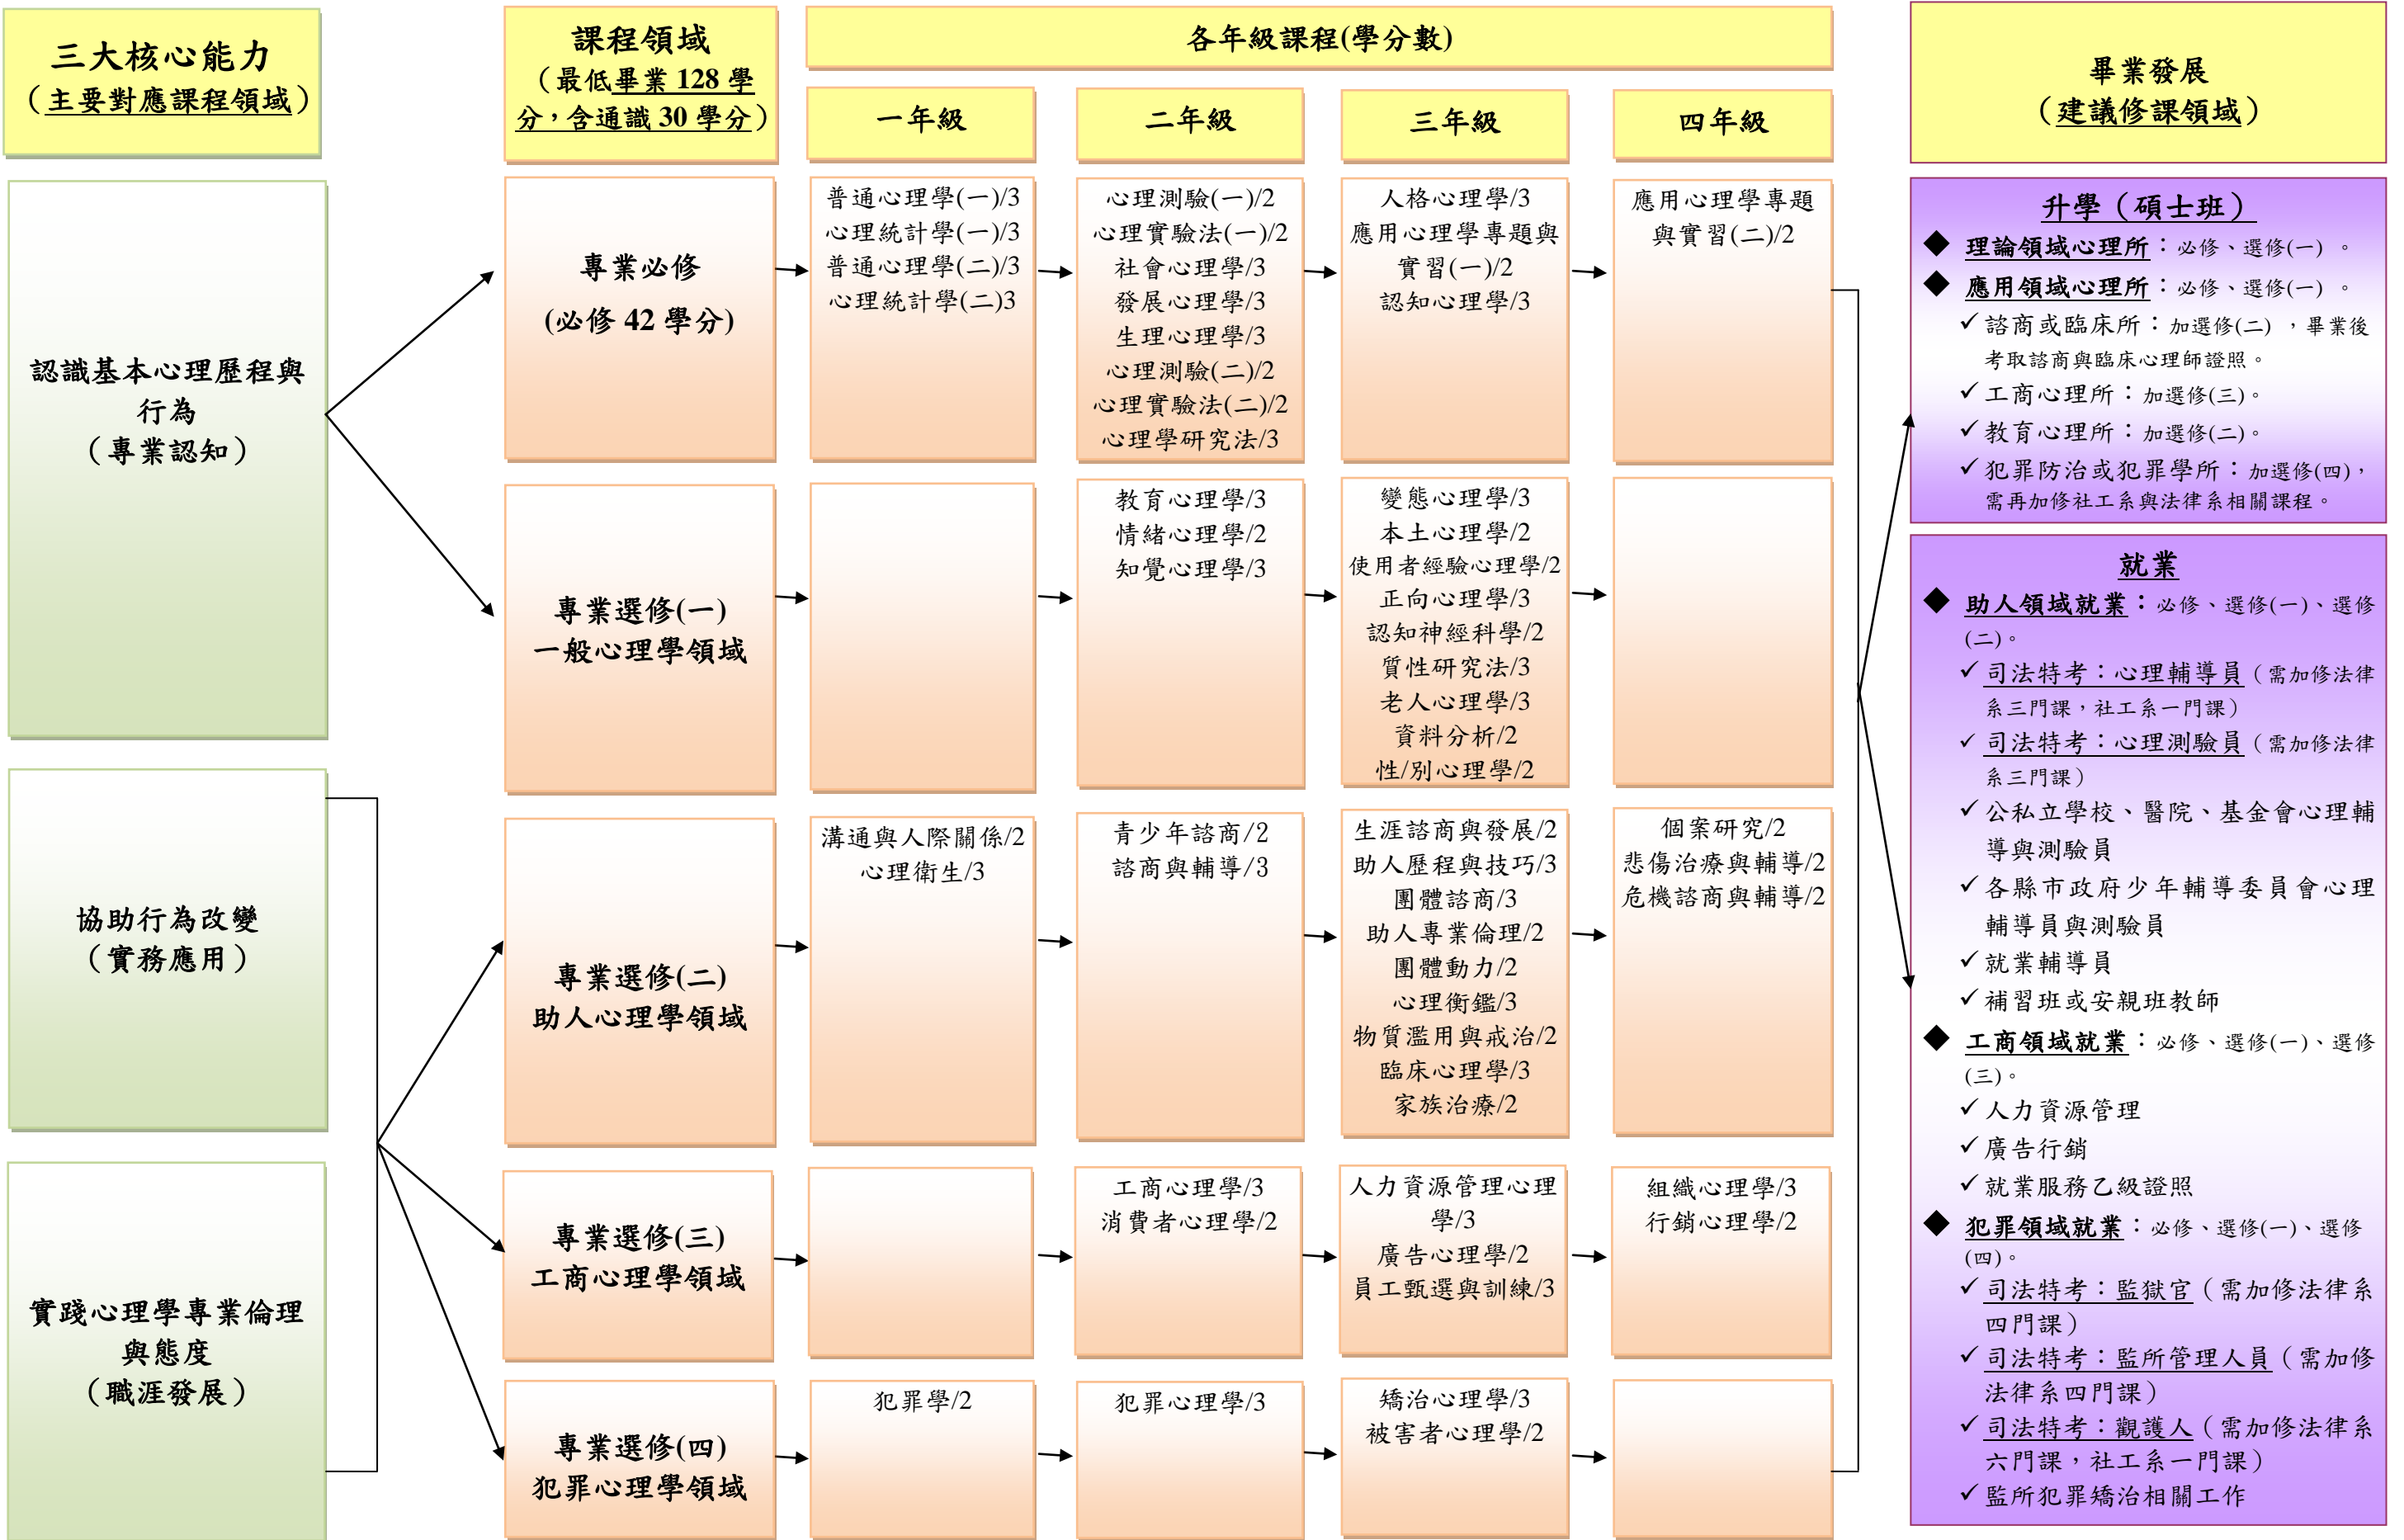 三大核心能力
（主要對應課程領域）
課程領域
（最低畢業 128 學
分，含通識 30 學分）
各年級課程(學分數)
一年級
二年級
三年級
四年級
畢業發展
（建議修課領域）
認識基本心理歷程與
行為
（專業認知）
協助行為改變
（實務應用）
實踐心理學專業倫理
與態度
（職涯發展）
專業必修
(必修 42 學分)
普通心理學(一)/3
心理統計學(一)/3
普通心理學(二)/3
心理統計學(二)3
心理測驗(一)/2
心理實驗法(一)/2
社會心理學/3
發展心理學/3
生理心理學/3
心理測驗(二)/2
心理實驗法(二)/2
心理學研究法/3
人格心理學/3
應用心理學專題與
實習(一)/2
認知心理學/3
應用心理學專題
與實習(二)/2
專業選修(一)
一般心理學領域
教育心理學/3
情緒心理學/2
知覺心理學/3
變態心理學/3
本土心理學/2
使用者經驗心理學/2
正向心理學/3
認知神經科學/2
質性研究法/3
老人心理學/3
資料分析/2
性/別心理學/2
專業選修(二)
助人心理學領域
溝通與人際關係/2
心理衛生/3
青少年諮商/2
諮商與輔導/3
生涯諮商與發展/2
助人歷程與技巧/3
團體諮商/3
助人專業倫理/2
團體動力/2
心理衡鑑/3
物質濫用與戒治/2
臨床心理學/3
家族治療/2
個案研究/2
悲傷治療與輔導/2
危機諮商與輔導/2
專業選修(三)
工商心理學領域
工商心理學/3
消費者心理學/2
人力資源管理心理
學/3
廣告心理學/2
員工甄選與訓練/3
組織心理學/3
行銷心理學/2
專業選修(四)
犯罪心理學領域
犯罪學/2
犯罪心理學/3
矯治心理學/3
被害者心理學/2
升學（碩士班）
◆ 理論領域心理所：必修、選修(一) 。
◆ 應用領域心理所：必修、選修(一) 。
✓諮商或臨床所：加選修(二) ，畢業後
考取諮商與臨床心理師證照。
✓工商心理所：加選修(三)。
✓教育心理所：加選修(二)。
✓犯罪防治或犯罪學所：加選修(四)，
需再加修社工系與法律系相關課程。
就業
◆ 助人領域就業：必修、選修(一)、選修
(二)。
✓司法特考：心理輔導員（需加修法律
系三門課，社工系一門課）
✓司法特考：心理測驗員（需加修法律
系三門課）
✓公私立學校、醫院、基金會心理輔
導與測驗員
✓各縣市政府少年輔導委員會心理
輔導員與測驗員
✓就業輔導員
✓補習班或安親班教師
◆ 工商領域就業：必修、選修(一)、選修
(三)。
✓人力資源管理
✓廣告行銷
✓就業服務乙級證照
◆ 犯罪領域就業：必修、選修(一)、選修
(四)。
✓司法特考：監獄官（需加修法律系
四門課）
✓司法特考：監所管理人員（需加修
法律系四門課）
✓司法特考：觀護人（需加修法律系
六門課，社工系一門課）
✓監所犯罪矯治相關工作